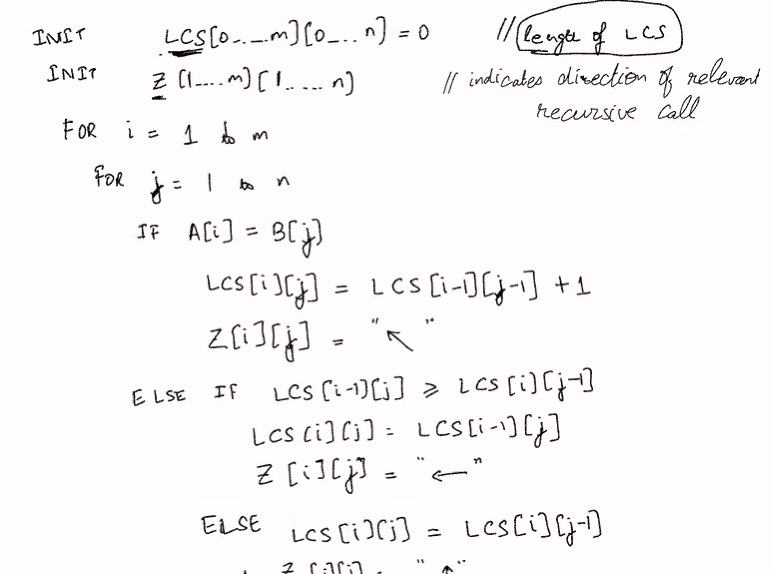 INIT LCS[0...m][0...n] = 0 // length of LCS
INIT Z [1....m][1.....n] // indicates direction of relevant
recursive call
FOR i = 1 to m
FOR j = 1 to n
IF A[i] = B[j]
LCS[i][j] = LCS[i-1][j-1] + 1
Z[i][j] = "↖"
ELSE IF LCS[i-1][j] ⩾ LCS[i][j-1]
LCS[i][j] = LCS[i-1][j]
Z[i][j] = "←"
ELSE LCS[i][j] = LCS[i][j-1]
Z[i][j] = "↑"